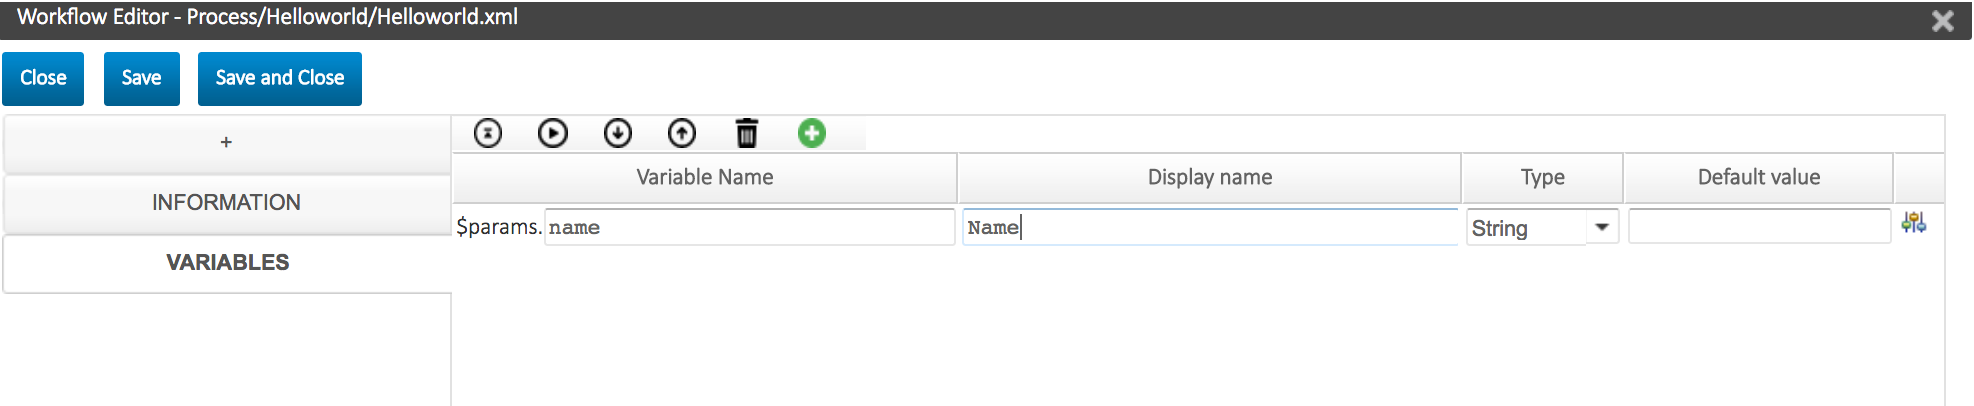 Workflow Editor - Process/Helloworld/Helloworld.xml
Close Save Save and Close
+
INFORMATION
VARIABLES
Variable Name Display name Type Default value
$params. name Name String